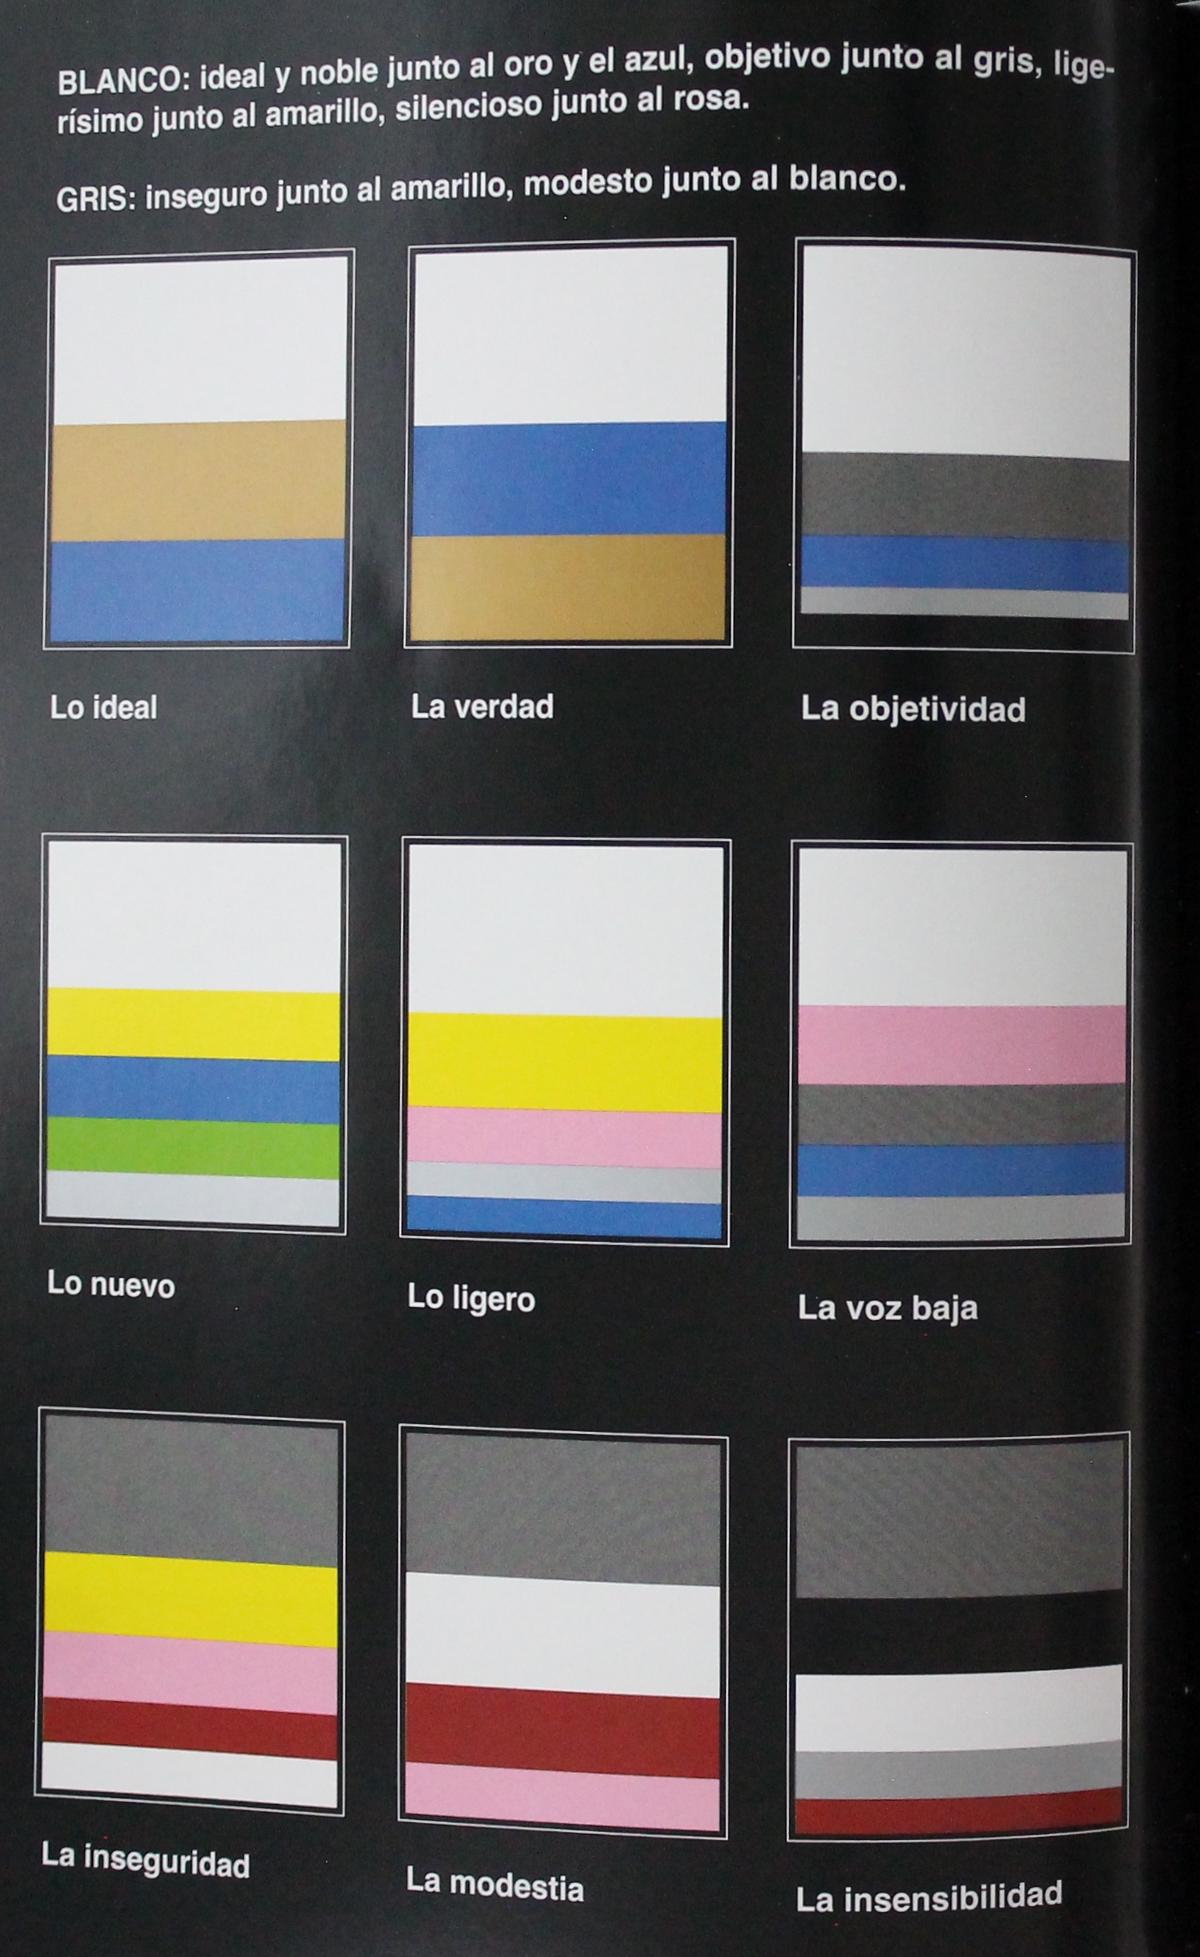 BLANCO: ideal y noble junto al oro y el azul, objetivo junto al gris, lige-
rísimo junto al amarillo, silencioso junto al rosa.
GRIS: inseguro junto al amarillo, modesto junto al blanco.
Lo ideal
La verdad
La objetividad
Lo nuevo
Lo ligero
La voz baja
La inseguridad
La modestia
La insensibilidad